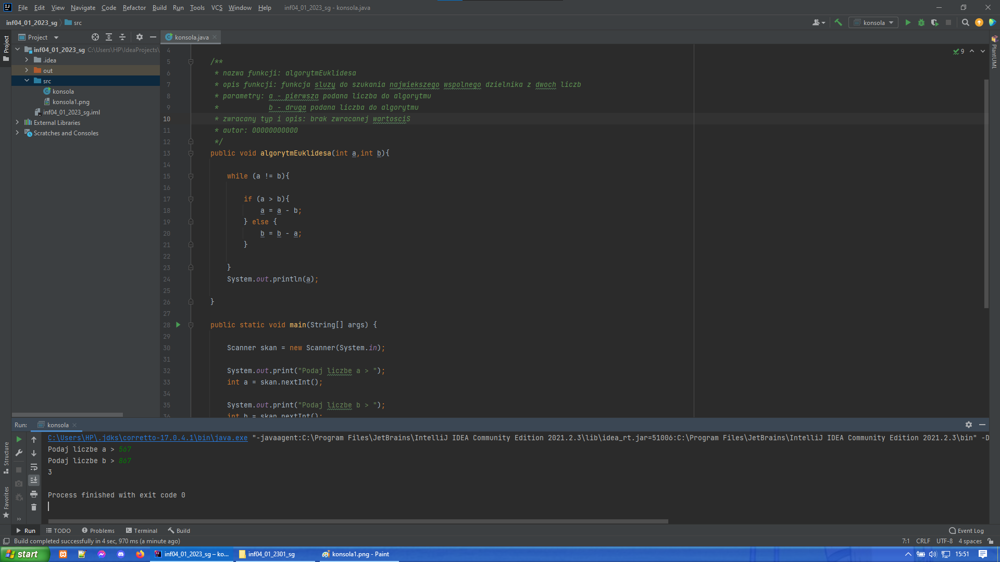 File Edit View Navigate Code Refactor Build Run Tools VCS Window Help inf04_01_2023_sg - konsola.java
inf04_01_2023_sg src konsola
Project konsola.java
inf04_01_2023_sg C:\Users\HP\IdeaProjects\
.idea
out
src
konsola
konsola1.png
inf04_01_2023_sg.iml
External Libraries
Scratches and Consoles
Project
Structure
Favorites
PlantUML
9
4
5 /**
6 * nazwa funkcji: algorytmEuklidesa
7 * opis funkcji: funkcja sluzy do szukania najwiekszego wspolnego dzielnika z dwoch liczb
8 * parametry: a - pierwsza podana liczba do algorytmu
9 * b - druga podana liczba do algorytmu
10 * zwracany typ i opis: brak zwracanej wartosciS
11 * autor: 00000000000
12 */
13 public void algorytmEuklidesa(int a,int b){
14
15 while (a != b){
16
17 if (a > b){
18 a = a - b;
19 } else {
20 b = b - a;
21 }
22
23 }
24 System.out.println(a);
25
26 }
27
28 public static void main(String[] args) {
29
30 Scanner skan = new Scanner(System.in);
31
32 System.out.print("Podaj liczbe a > ");
33 int a = skan.nextInt();
34
35 System.out.print("Podaj liczbe b > ");
36 int b = skan.nextInt();
Run: konsola
C:\Users\HP\.jdks\corretto-17.0.4.1\bin\java.exe "-javaagent:C:\Program Files\JetBrains\IntelliJ IDEA Community Edition 2021.2.3\lib\idea_rt.jar=51006:C:\Program Files\JetBrains\IntelliJ IDEA Community Edition 2021.2.3\bin" -D
Podaj liczbe a > 567
Podaj liczbe b > 867
3
Process finished with exit code 0
Run TODO Problems Terminal Build Event Log
Build completed successfully in 4 sec, 970 ms (a minute ago) 7:1 CRLF UTF-8 4 spaces
start inf04_01_2023_sg – ko... inf04_01_2301_sg konsola1.png - Paint 15:51